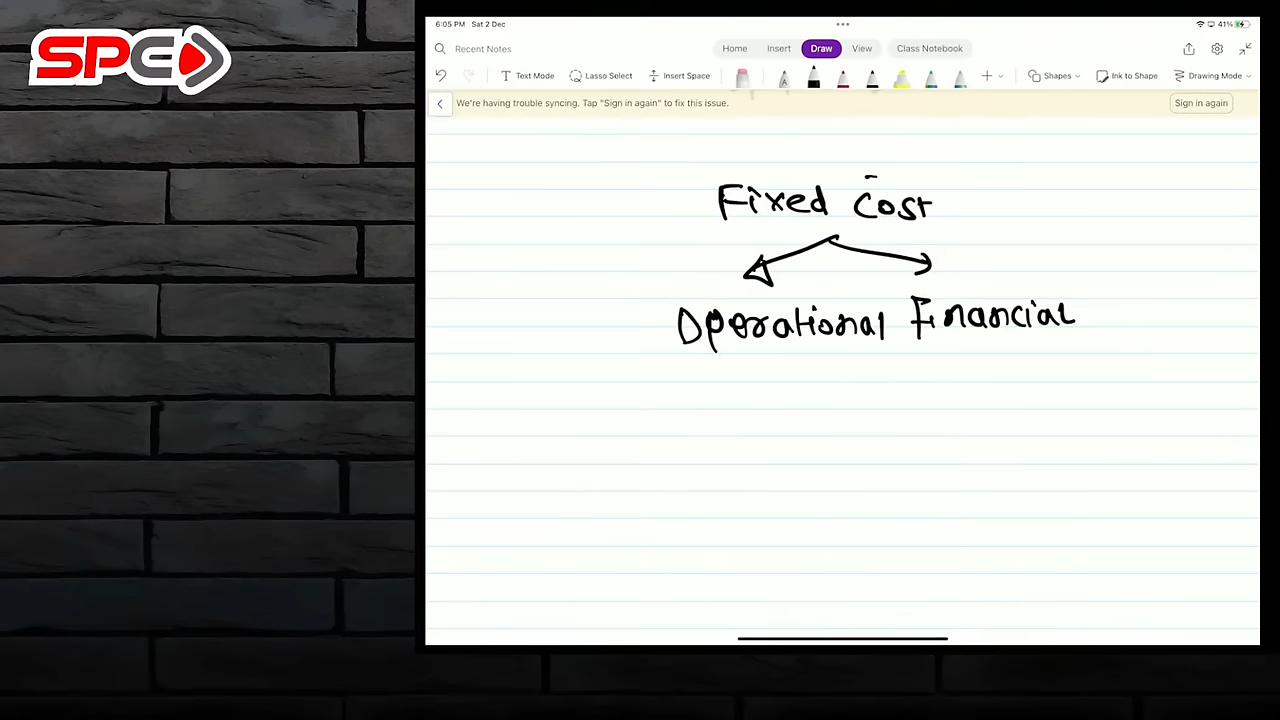 SPC
6:05 PM Sat 2 Dec
41%
Recent Notes
Home Insert Draw View Class Notebook
Text Mode Lasso Select Insert Space Shapes Ink to Shape Drawing Mode
We're having trouble syncing. Tap "Sign in again" to fix this issue. Sign in again
Fixed Cost
Operational Financial